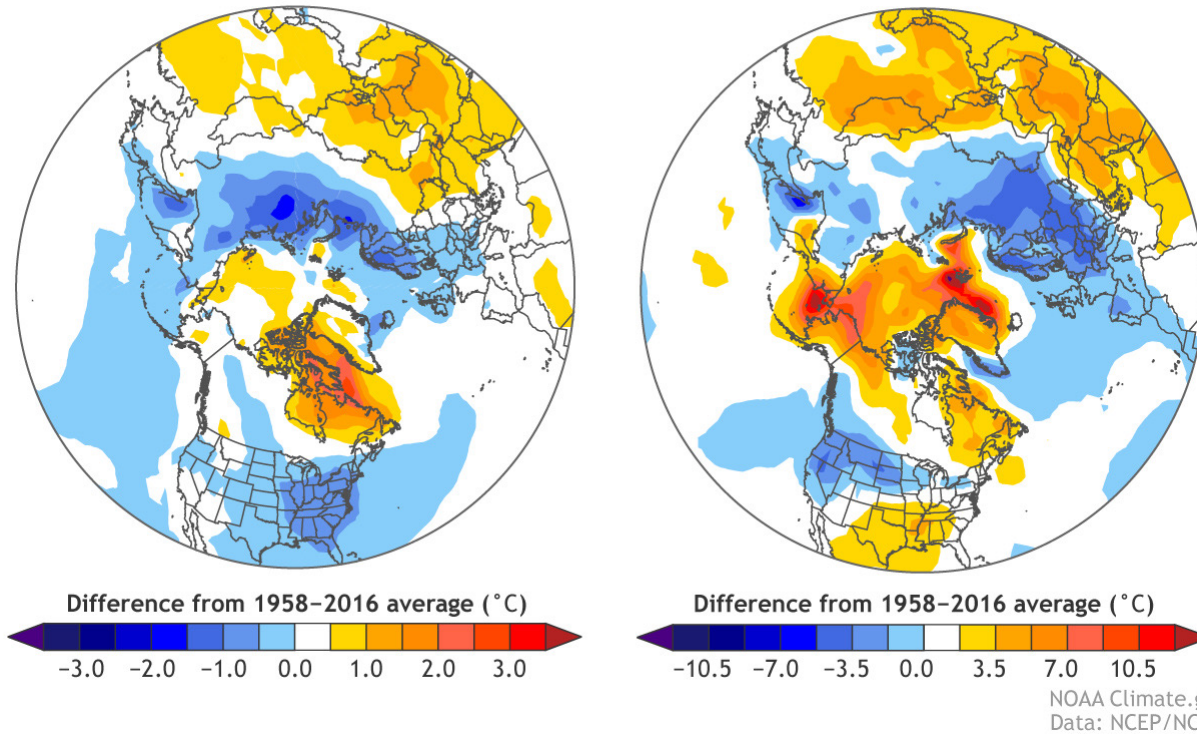 Difference from 1958–2016 average (˚C)
−3.0 −2.0 −1.0 0.0 1.0 2.0 3.0
Difference from 1958–2016 average (˚C)
−10.5 −7.0 −3.5 0.0 3.5 7.0 10.5
NOAA Climate.g
Data: NCEP/NC